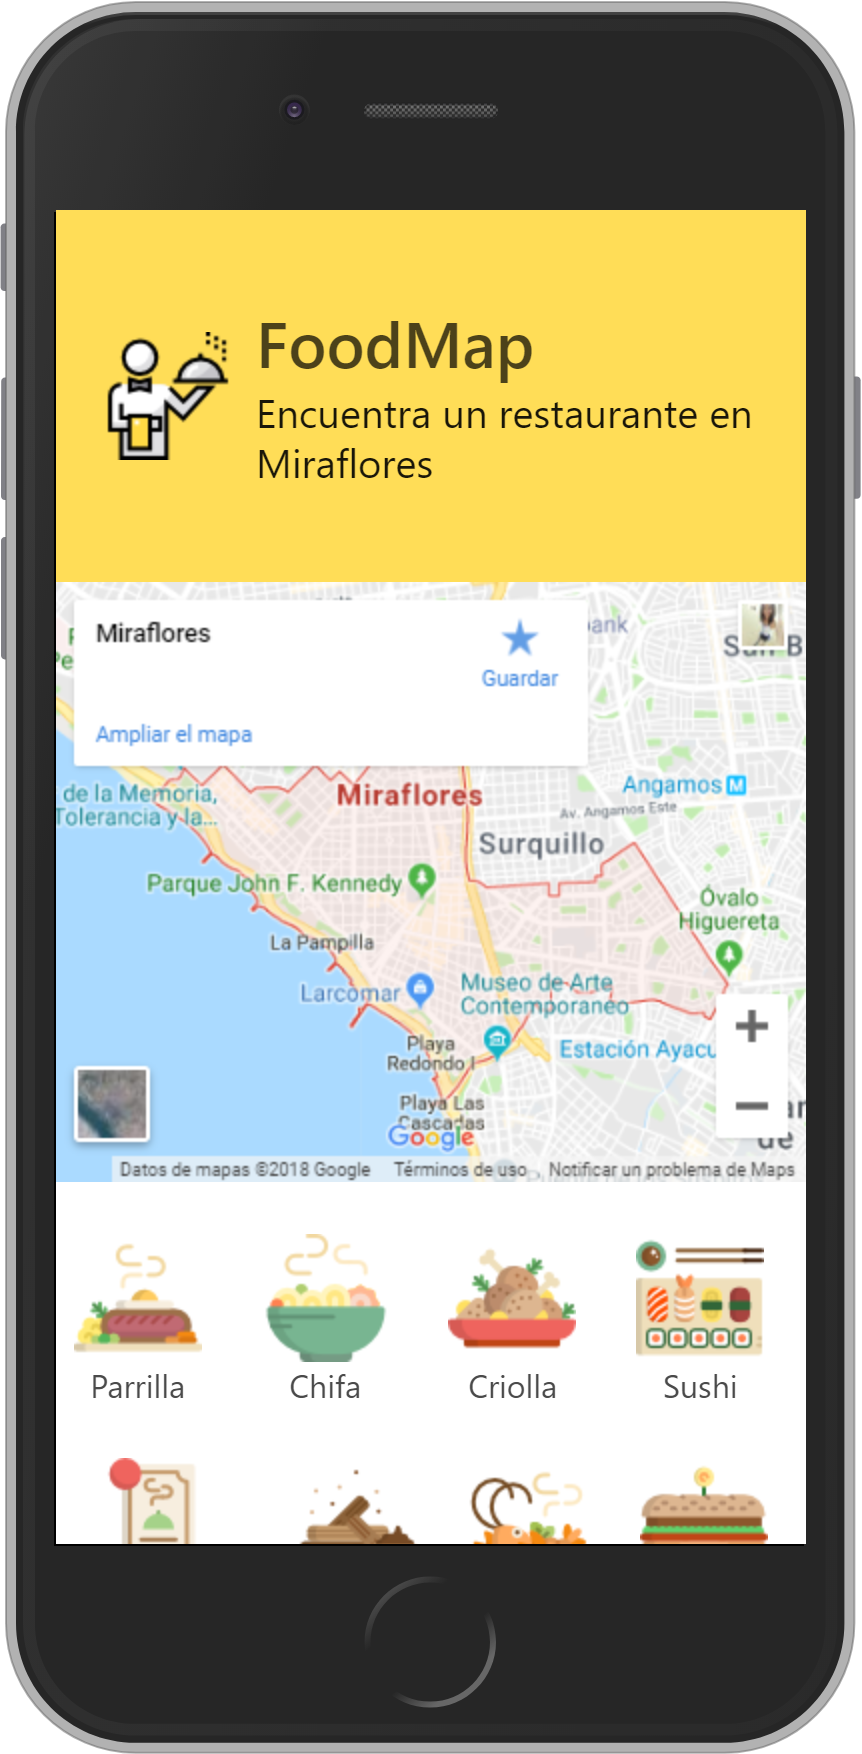 FoodMap
Encuentra un restaurante en
Miraflores
Miraflores
Guardar
Ampliar el mapa
Angamos M
Av. Angamos Este
de la Memoria,
Tolerancia y la...
Miraflores
Surquillo
Parque John F. Kennedy
Óvalo
Higuereta
La Pampilla
Larcomar
Museo de Arte
Contemporaneo
Playa
Redondo I
Estación Ayacu
Playa Las
Cascadas
Google
Datos de mapas ©2018 Google
Términos de uso
Notificar un problema de Maps
Parrilla
Chifa
Criolla
Sushi